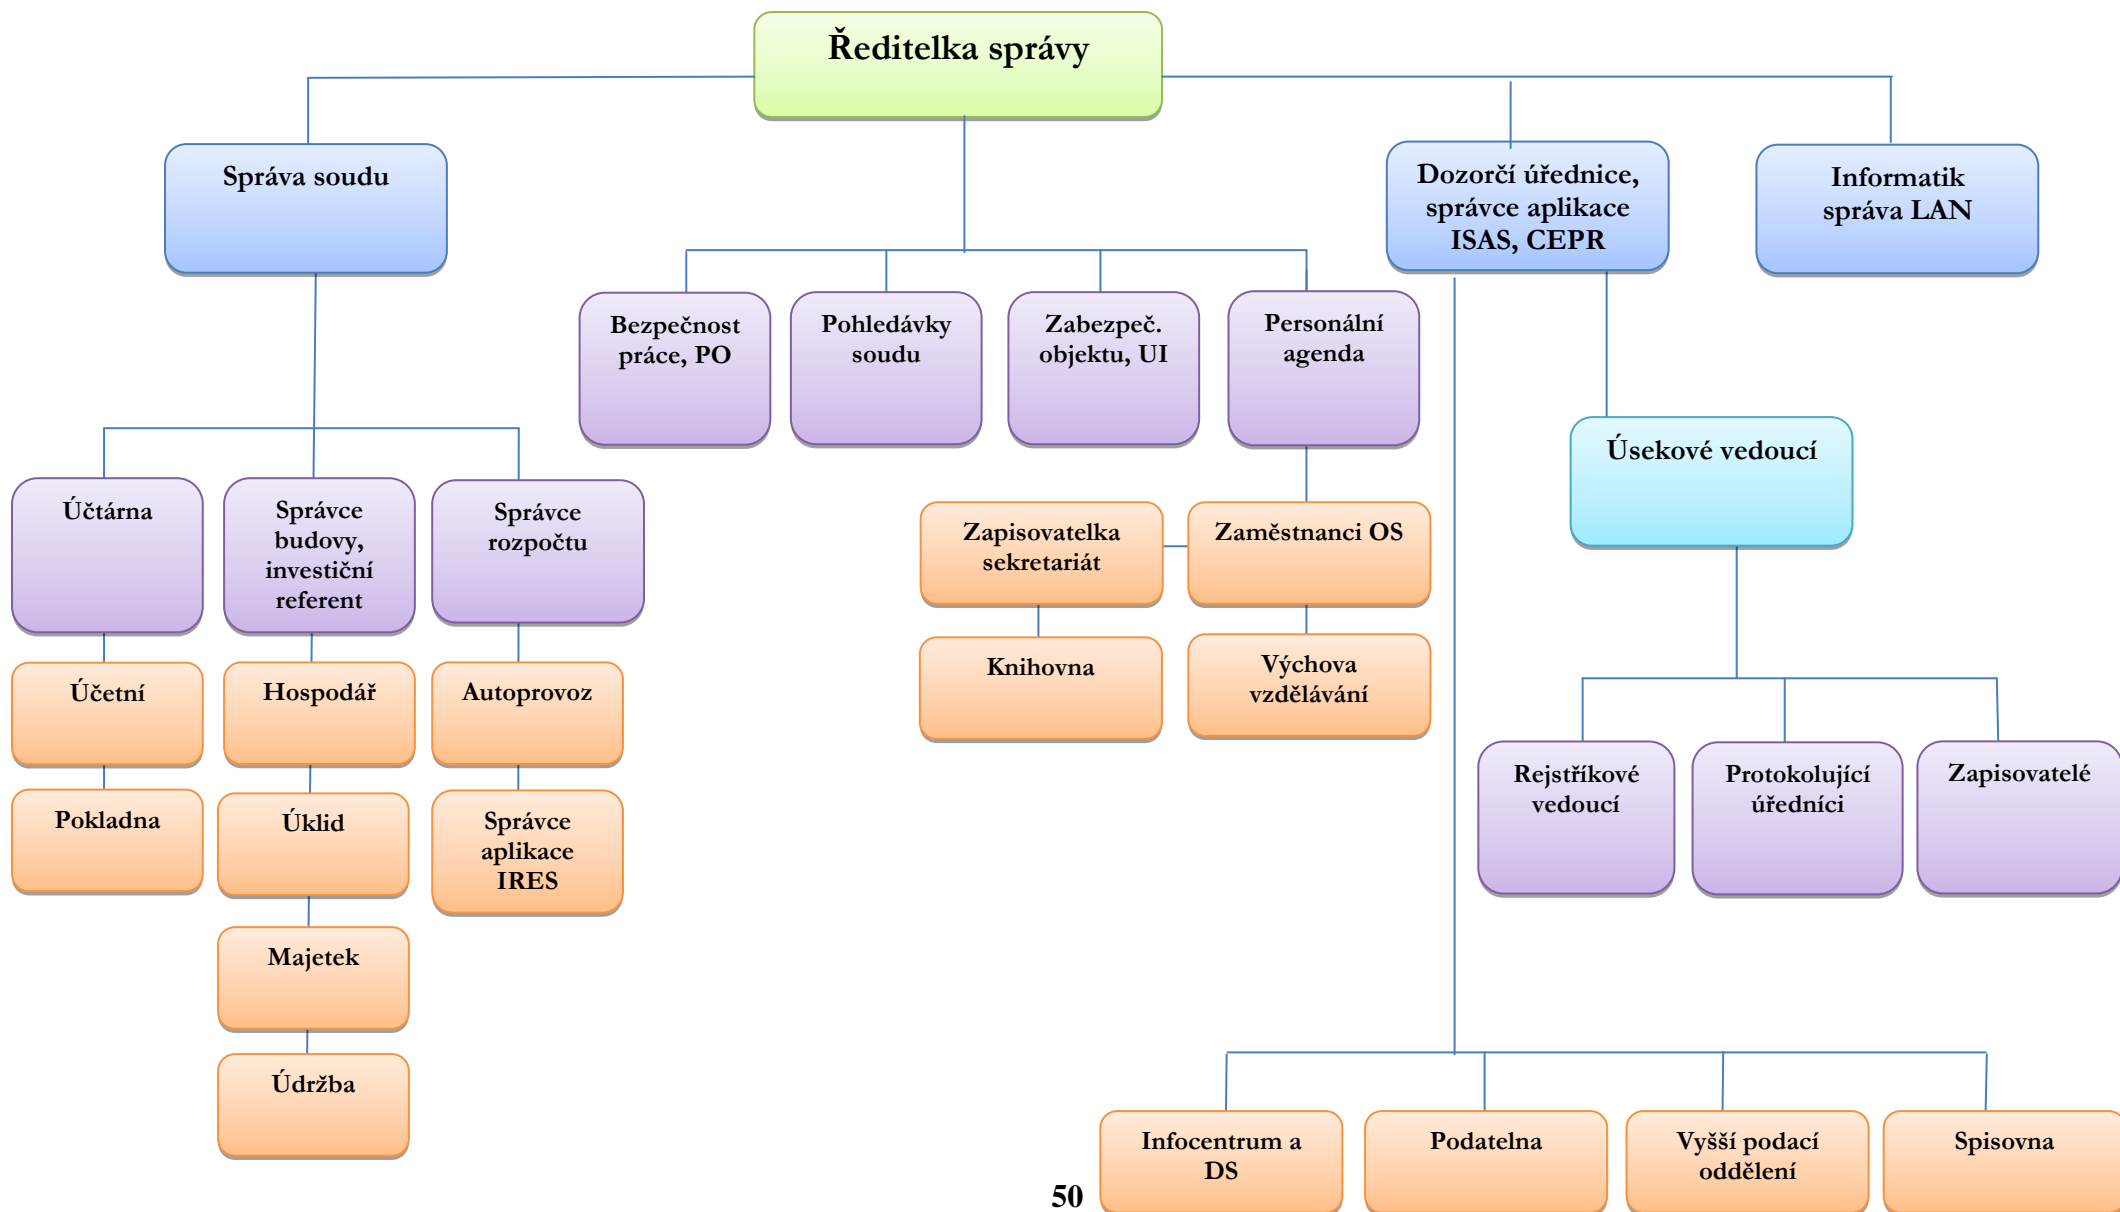 Ředitelka správy
Správa soudu
Dozorčí úřednice,
správce aplikace
ISAS, CEPR
Informatik
správa LAN
Bezpečnost
práce, PO
Pohledávky
soudu
Zabezpeč.
objektu, UI
Personální
agenda
Úsekové vedoucí
Účtárna
Správce
budovy,
investiční
referent
Správce
rozpočtu
Zapisovatelka
sekretariát
Zaměstnanci OS
Knihovna
Výchova
vzdělávání
Účetní
Hospodář
Autoprovoz
Rejstříkové
vedoucí
Protokolující
úředníci
Zapisovatelé
Pokladna
Úklid
Správce
aplikace
IRES
Majetek
Údržba
Infocentrum a
DS
Podatelna
Vyšší podací
oddělení
Spisovna
50